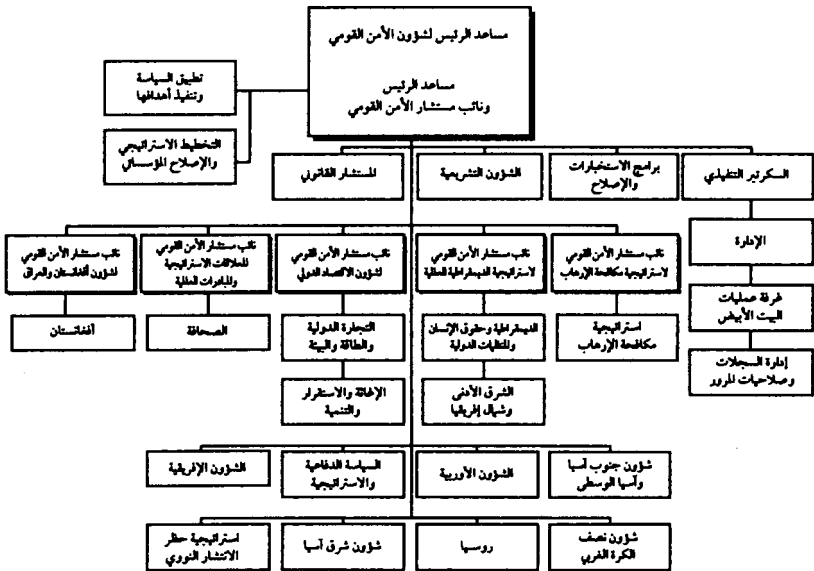 مساعد الرئيس لشؤون الأمن القومي
مساعد الرئيس
ونائب مستشار الأمن القومي
تطبيق السياسة
وتنفيذ أهدافها
التخطيط الاستراتيجي
والإصلاح المؤسساتي
السكرتير التنفيذي
برامج الاستخبارات
والإصلاح
الشؤون التشريعية
المستشار القانوني
الإدارة
نائب مستشار الأمن القومي
لاستراتيجية مكافحة الإرهاب
نائب مستشار الأمن القومي
لاستراتيجية الديمقراطية العالمية
نائب مستشار الأمن القومي
لشؤون الاقتصاد الدولي
نائب مستشار الأمن القومي
للعلاقات الاستراتيجية
والمبادرات العالمية
نائب مستشار الأمن القومي
لشؤون أفغانستان والعراق
غرفة عمليات
البيت الأبيض
استراتيجية
مكافحة الإرهاب
الديمقراطية وحقوق الإنسان
والمنظمات الدولية
التجارة الدولية
والطاقة والبيئة
الصحافة
أفغانستان
إدارة السجلات
وصلاحيات المرور
الشرق الأدنى
وشمال إفريقيا
الإغاثة والاستقرار
والتنمية
شؤون جنوب آسيا
وآسيا الوسطى
الشؤون الأوربية
السياسة الدفاعية
والاستراتيجية
الشؤون الإفريقية
شؤون نصف
الكرة الغربي
روسيا
شؤون شرق آسيا
استراتيجية حظر
الانتشار النووي